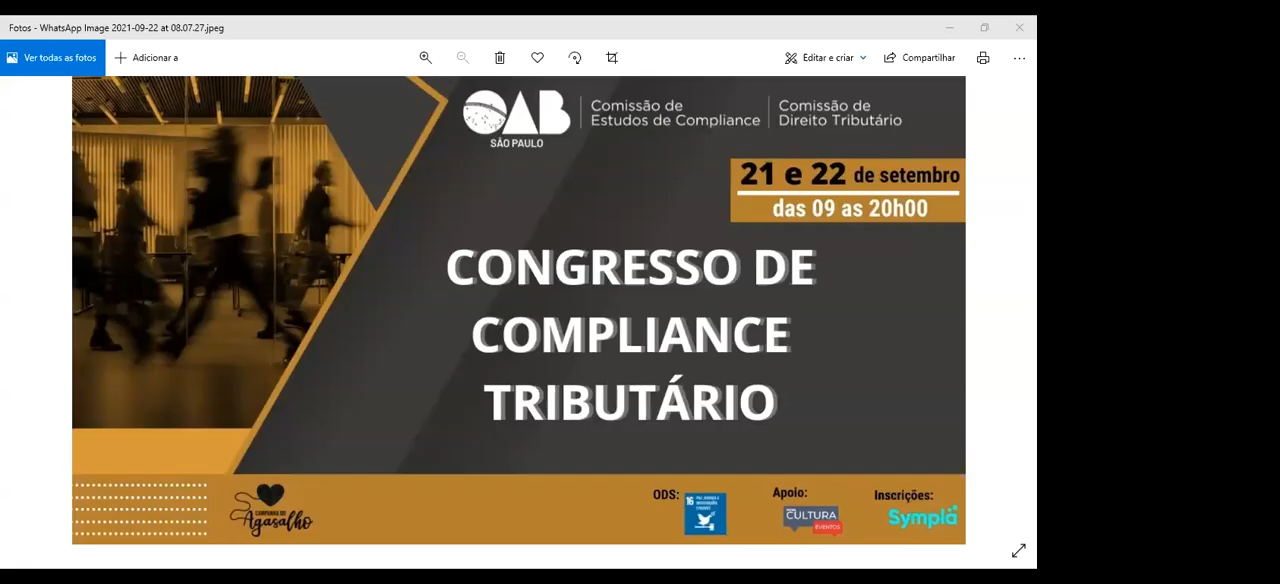 Fotos - WhatsApp Image 2021-09-22 at 08.07.27.jpeg
Ver todas as fotos
Adicionar a
Editar e criar
Compartilhar
OAB
SÃO PAULO
Comissão de
Estudos de Compliance
Comissão de
Direito Tributário
21 e 22 de setembro
das 09 as 20h00
CONGRESSO DE
COMPLIANCE
TRIBUTÁRIO
CAMPANHA DO
Agasalho
ODS:
16
Apoio:
CULTURA
EVENTOS
Inscrições:
Sympla